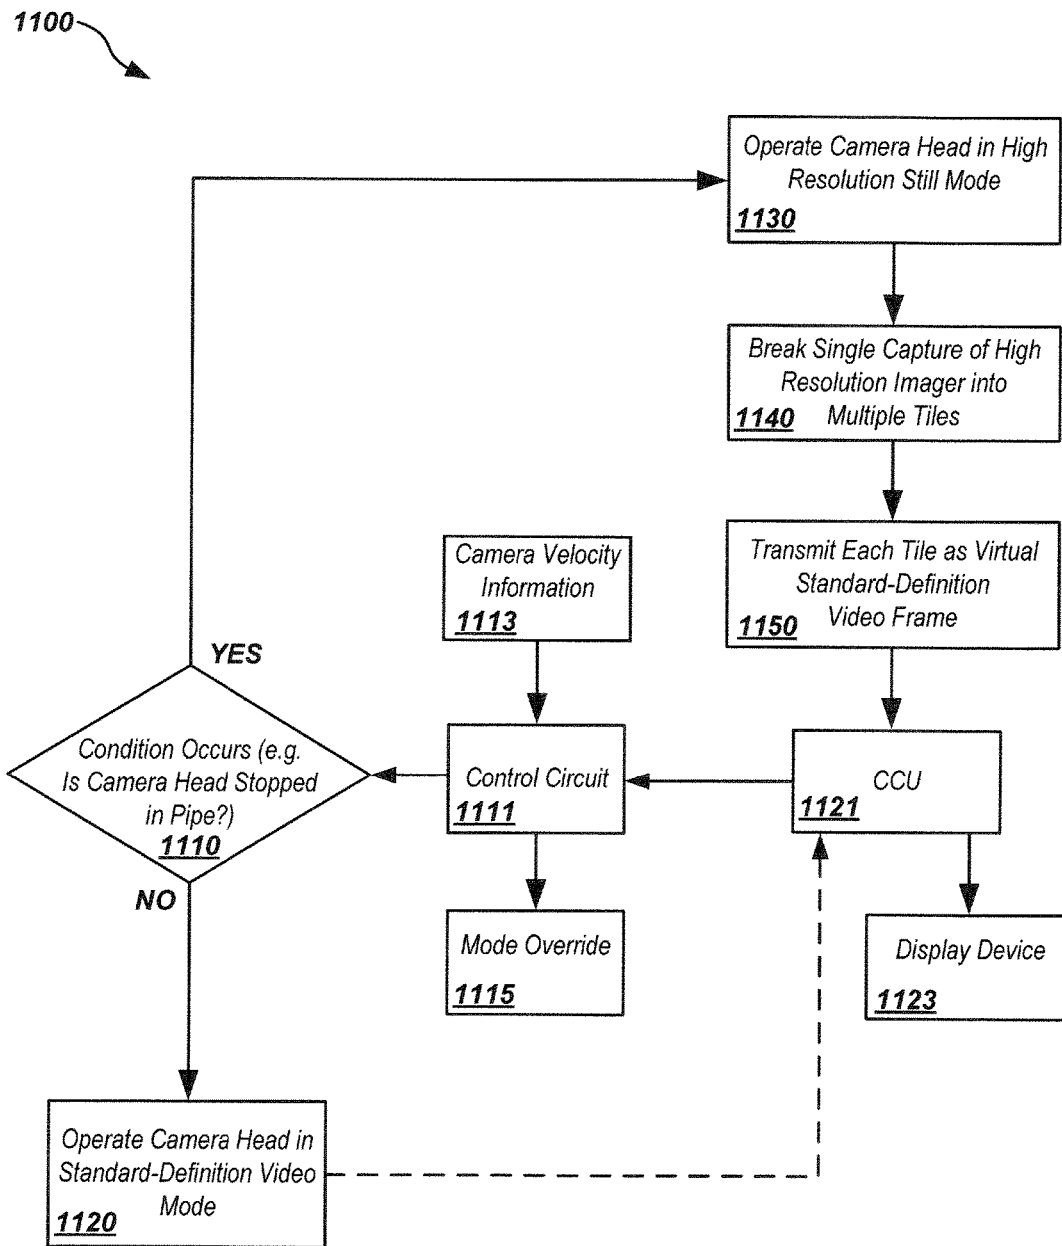 1100
Operate Camera Head in High
Resolution Still Mode
1130
Break Single Capture of High
Resolution Imager into
Multiple Tiles
1140
Transmit Each Tile as Virtual
Standard-Definition
Video Frame
1150
Camera Velocity
Information
1113
YES
Condition Occurs (e.g.
Is Camera Head Stopped
in Pipe?)
1110
Control Circuit
1111
CCU
1121
NO
Mode Override
1115
Display Device
1123
Operate Camera Head in
Standard-Definition Video
Mode
1120